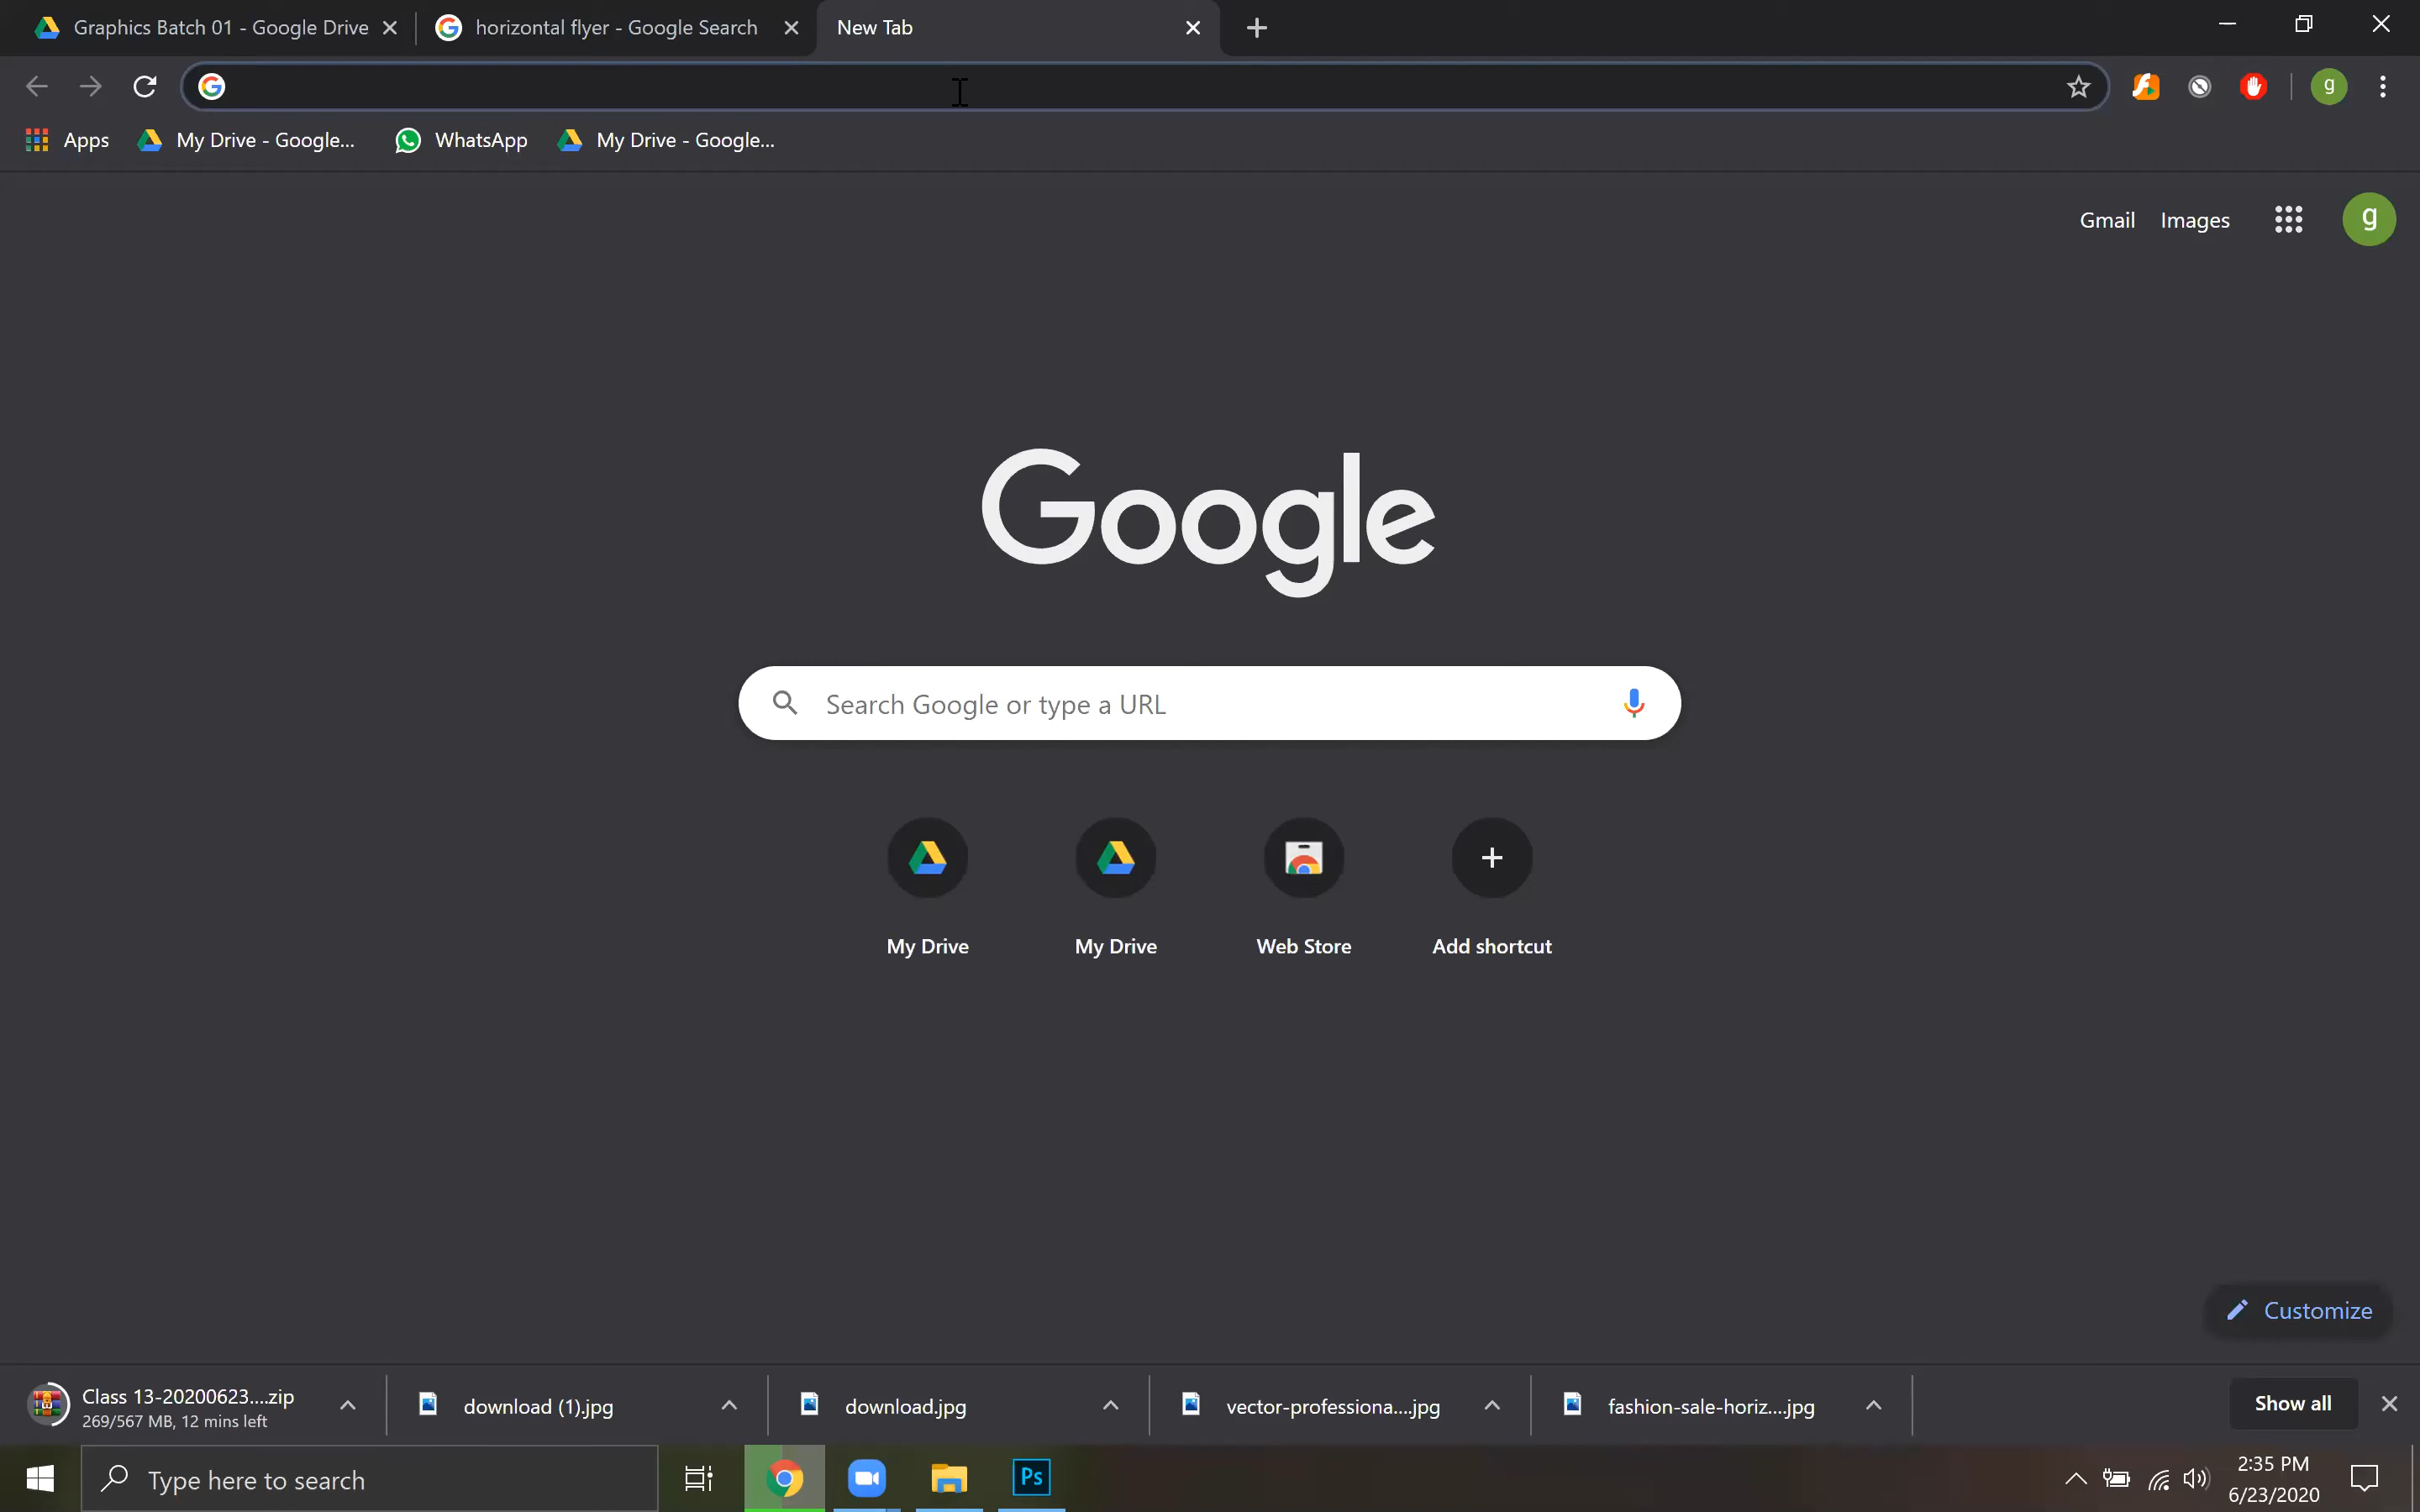 Graphics Batch 01 - Google Drive
horizontal flyer - Google Search
New Tab
g
Apps
My Drive - Google...
WhatsApp
My Drive - Google...
Gmail
Images
g
Google
Search Google or type a URL
My Drive
My Drive
Web Store
Add shortcut
Customize
Class 13-20200623....zip
269/567 MB, 12 mins left
download (1).jpg
download.jpg
vector-professiona....jpg
fashion-sale-horiz....jpg
Show all
Type here to search
Ps
2:35 PM
6/23/2020